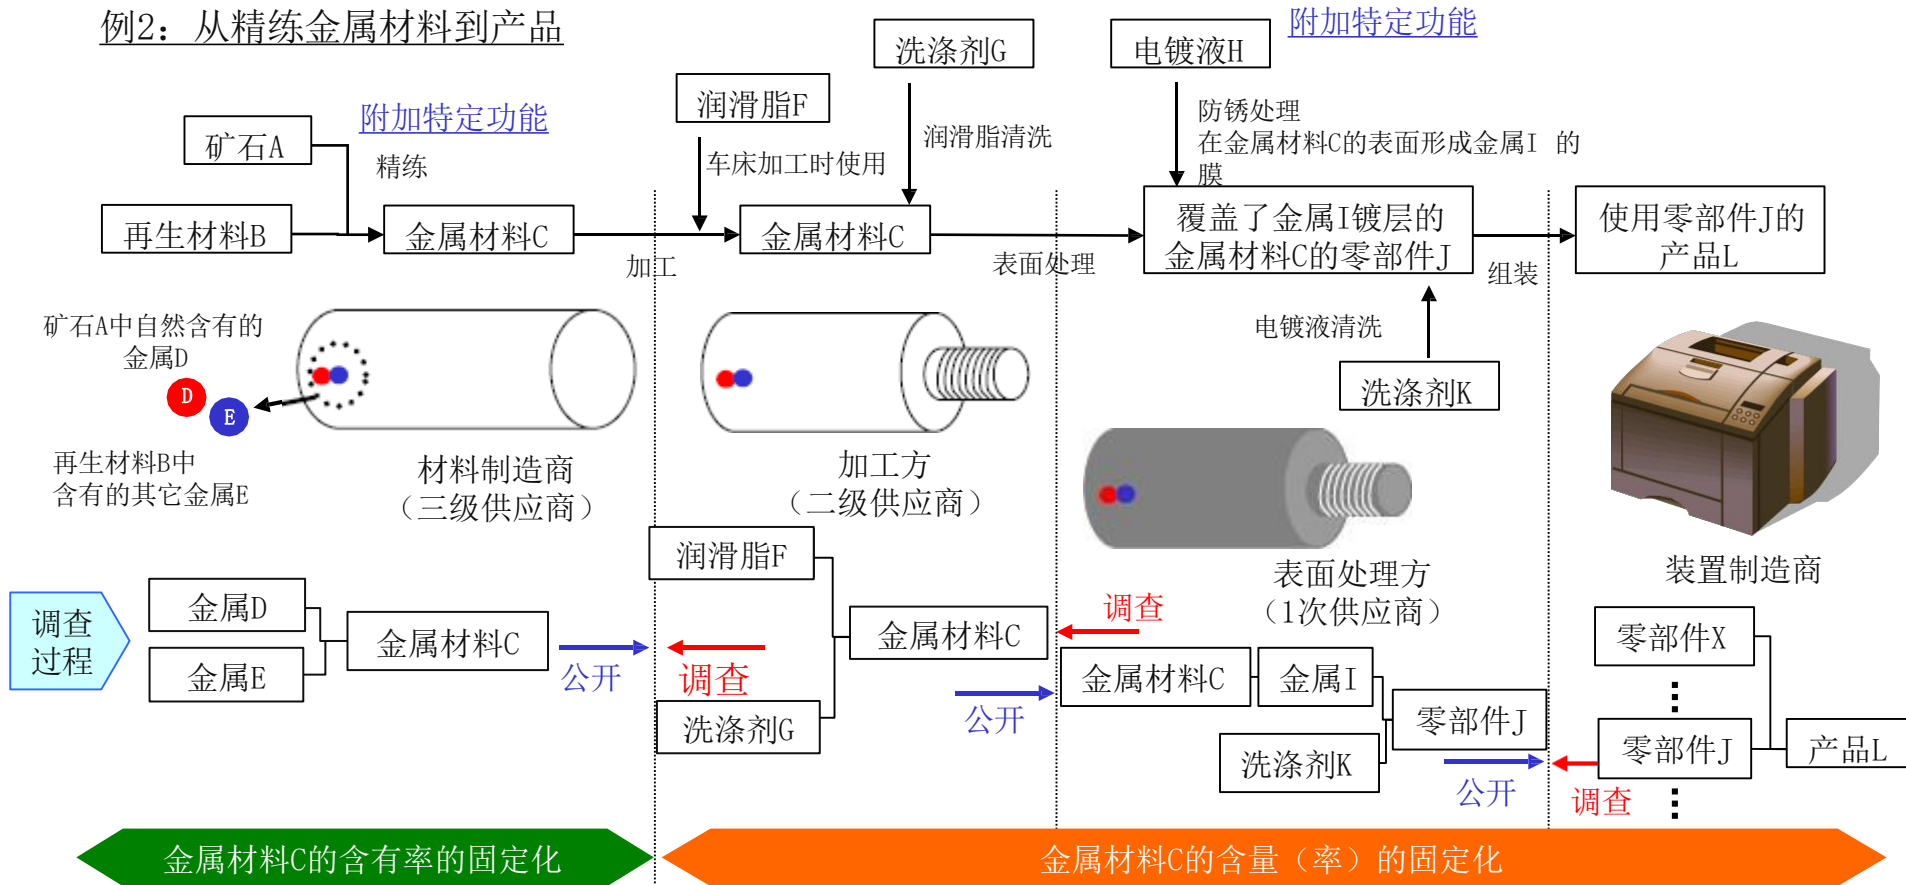 例2：从精练金属材料到产品
附加特定功能
矿石A
精练
再生材料B
金属材料C
润滑脂F
车床加工时使用
加工
洗涤剂G
润滑脂清洗
金属材料C
表面处理
电镀液H
附加特定功能
防锈处理
在金属材料C的表面形成金属I 的
膜
覆盖了金属I镀层的
金属材料C的零部件J
组装
使用零部件J的
产品L
电镀液清洗
洗涤剂K
矿石A中自然含有的
金属D
D
E
再生材料B中
含有的其它金属E
材料制造商
（三级供应商）
加工方
（二级供应商）
表面处理方
（1次供应商）
装置制造商
调查
过程
金属D
金属E
金属材料C
公开
调查
润滑脂F
洗涤剂G
金属材料C
公开
调查
金属材料C
金属I
洗涤剂K
零部件J
公开
调查
零部件X
零部件J
产品L
金属材料C的含有率的固定化
金属材料C的含量（率）的固定化